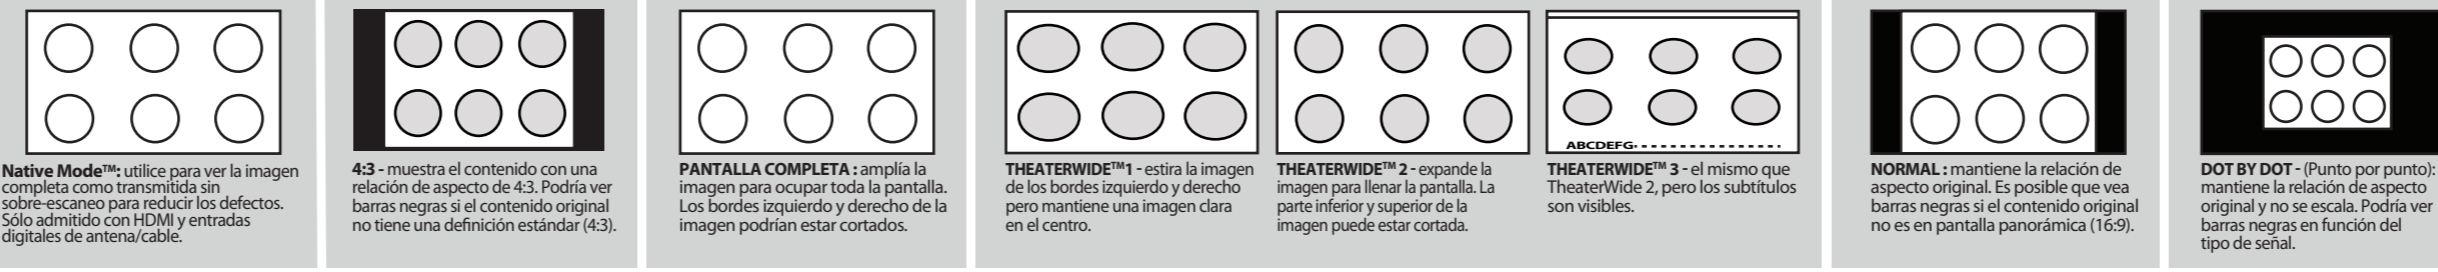 Native Mode™: utilice para ver la imagen
completa como transmitida sin
sobre-escaneo para reducir los defectos.
Sólo admitido con HDMI y entradas
digitales de antena/cable.
4:3 - muestra el contenido con una
relación de aspecto de 4:3. Podría ver
barras negras si el contenido original
no tiene una definición estándar (4:3).
PANTALLA COMPLETA : amplía la
imagen para ocupar toda la pantalla.
Los bordes izquierdo y derecho de la
imagen podrían estar cortados.
THEATERWIDE™1 - estira la imagen
de los bordes izquierdo y derecho
pero mantiene una imagen clara
en el centro.
THEATERWIDE™ 2 - expande la
imagen para llenar la pantalla. La
parte inferior y superior de la
imagen puede estar cortada.
ABCDEFG- - - - - - - - - - - - - - -
THEATERWIDE™ 3 - el mismo que
TheaterWide 2, pero los subtítulos
son visibles.
NORMAL : mantiene la relación de
aspecto original. Es posible que vea
barras negras si el contenido original
no es en pantalla panorámica (16:9).
DOT BY DOT - (Punto por punto):
mantiene la relación de aspecto
original y no se escala. Podría ver
barras negras en función del
tipo de señal.